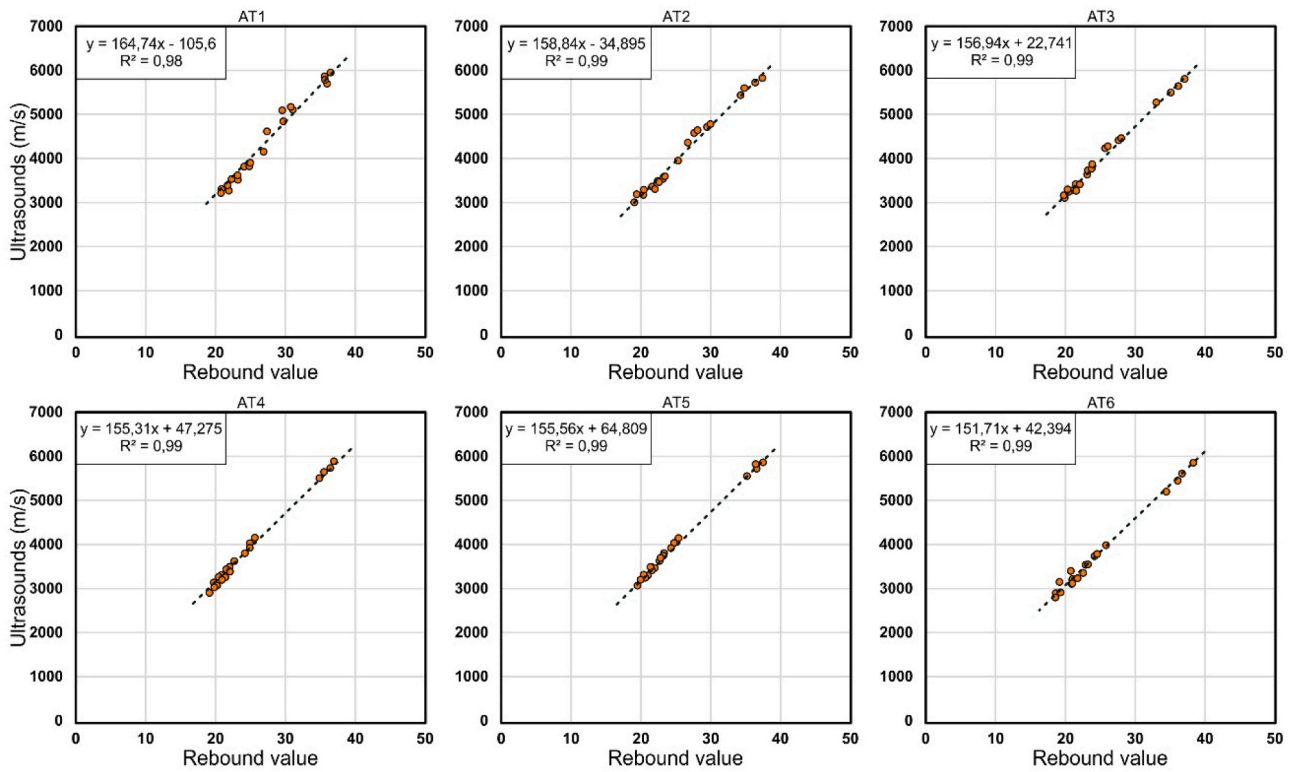 AT1
y = 164,74x - 105,6
R² = 0,98
7000
6000
5000
4000
3000
2000
1000
0
Ultrasounds (m/s)
0 10 20 30 40 50
Rebound value
AT2
y = 158,84x - 34,895
R² = 0,99
7000
6000
5000
4000
3000
2000
1000
0
0 10 20 30 40 50
Rebound value
AT3
y = 156,94x + 22,741
R² = 0,99
7000
6000
5000
4000
3000
2000
1000
0
0 10 20 30 40 50
Rebound value
AT4
y = 155,31x + 47,275
R² = 0,99
7000
6000
5000
4000
3000
2000
1000
0
Ultrasounds (m/s)
0 10 20 30 40 50
Rebound value
AT5
y = 155,56x + 64,809
R² = 0,99
7000
6000
5000
4000
3000
2000
1000
0
0 10 20 30 40 50
Rebound value
AT6
y = 151,71x + 42,394
R² = 0,99
7000
6000
5000
4000
3000
2000
1000
0
0 10 20 30 40 50
Rebound value